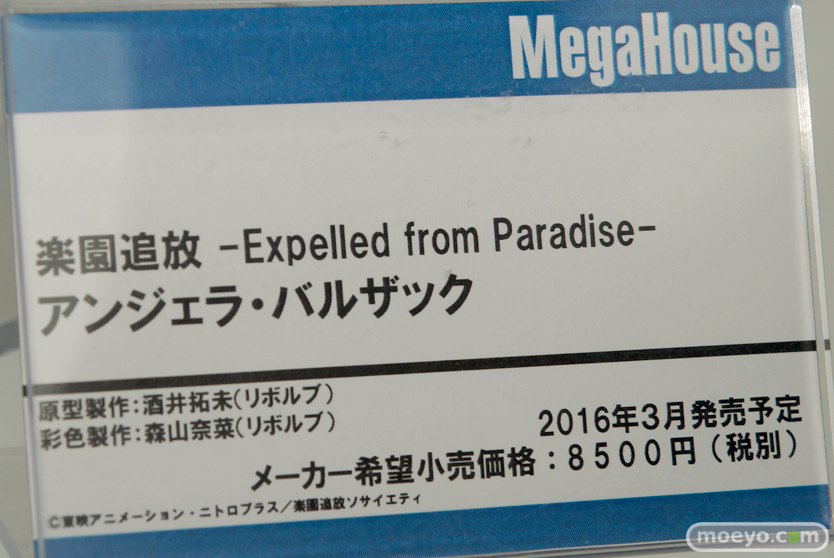 MegaHouse
楽園追放 -Expelled from Paradise-
アンジェラ・バルザック
原型製作:酒井拓未(リボルブ)
彩色製作:森山奈菜(リボルブ)
2016年3月発売予定
メーカー希望小売価格:8500円(税別)
©東映アニメーション・ニトロプラス/楽園追放ソサイエティ
moeyo.com